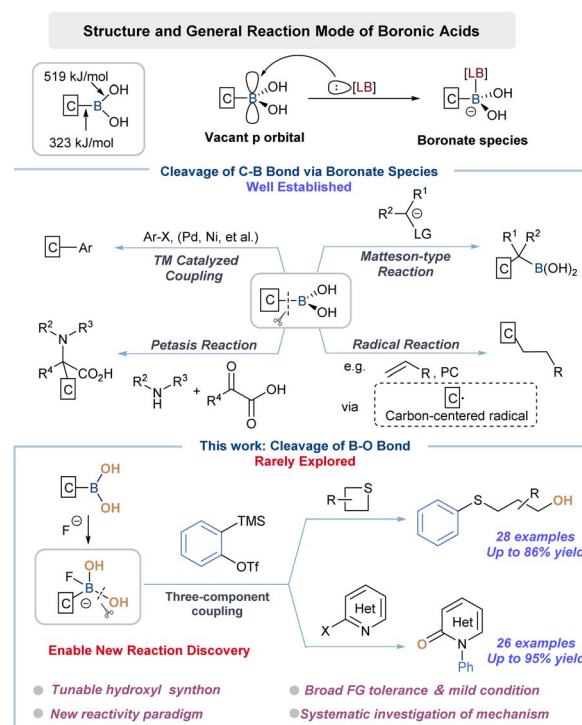 Structure and General Reaction Mode of Boronic Acids
519 kJ/mol
C B OH
OH
323 kJ/mol
C B OH
OH
Vacant p orbital
: [LB]
[LB]
C B OH
OH
⊖
Boronate species
Cleavage of C-B Bond via Boronate Species
Well Established
C Ar
Ar-X, (Pd, Ni, et al.)
TM Catalyzed
Coupling
R1
R2 ⊖
LG
Matteson-type
Reaction
R1 R2
C B(OH)2
C B OH
OH
R2 N R3
R4 CO2H
C
Petasis Reaction
R2 N H R3 + R4 O OH
O
Radical Reaction
e.g. R , PC
via C·
Carbon-centered radical
C
R
This work: Cleavage of B-O Bond
Rarely Explored
OH
C B OH
F⊖
OH
F B OH
C ⊖
Enable New Reaction Discovery
TMS
OTf
Three-component
coupling
S
R
S R OH
28 examples
Up to 86% yield
Het
X N
Het
O N
Ph
26 examples
Up to 95% yield
Tunable hydroxyl synthon
Broad FG tolerance & mild condition
New reactivity paradigm
Systematic investigation of mechanism